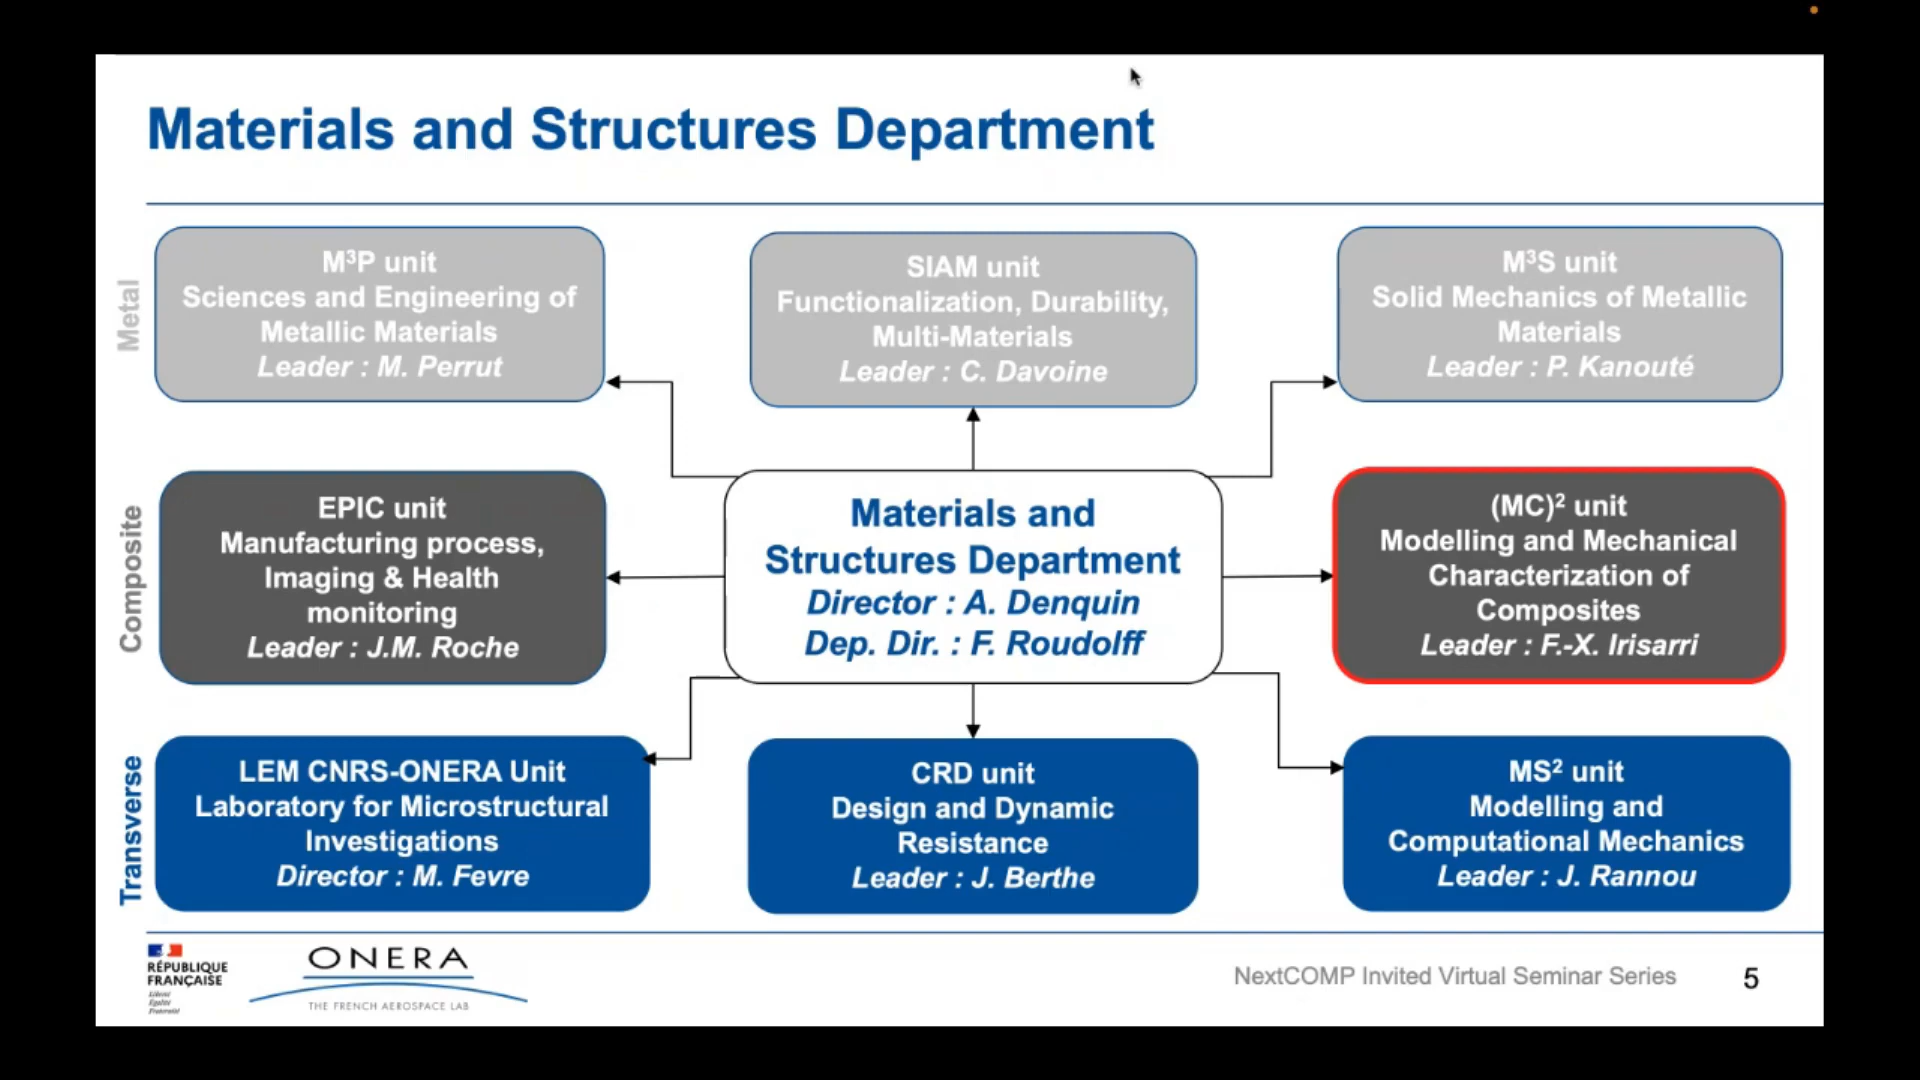 Materials and Structures Department
Metal
M³P unit
Sciences and Engineering of
Metallic Materials
Leader : M. Perrut
SIAM unit
Functionalization, Durability,
Multi-Materials
Leader : C. Davoine
M³S unit
Solid Mechanics of Metallic
Materials
Leader : P. Kanouté
Composite
EPIC unit
Manufacturing process,
Imaging & Health
monitoring
Leader : J.M. Roche
Materials and
Structures Department
Director : A. Denquin
Dep. Dir. : F. Roudolff
(MC)² unit
Modelling and Mechanical
Characterization of
Composites
Leader : F.-X. Irisarri
Transverse
LEM CNRS-ONERA Unit
Laboratory for Microstructural
Investigations
Director : M. Fevre
CRD unit
Design and Dynamic
Resistance
Leader : J. Berthe
MS² unit
Modelling and
Computational Mechanics
Leader : J. Rannou
RÉPUBLIQUE
FRANÇAISE
Liberté
Égalité
Fraternité
ONERA
THE FRENCH AEROSPACE LAB
NextCOMP Invited Virtual Seminar Series
5